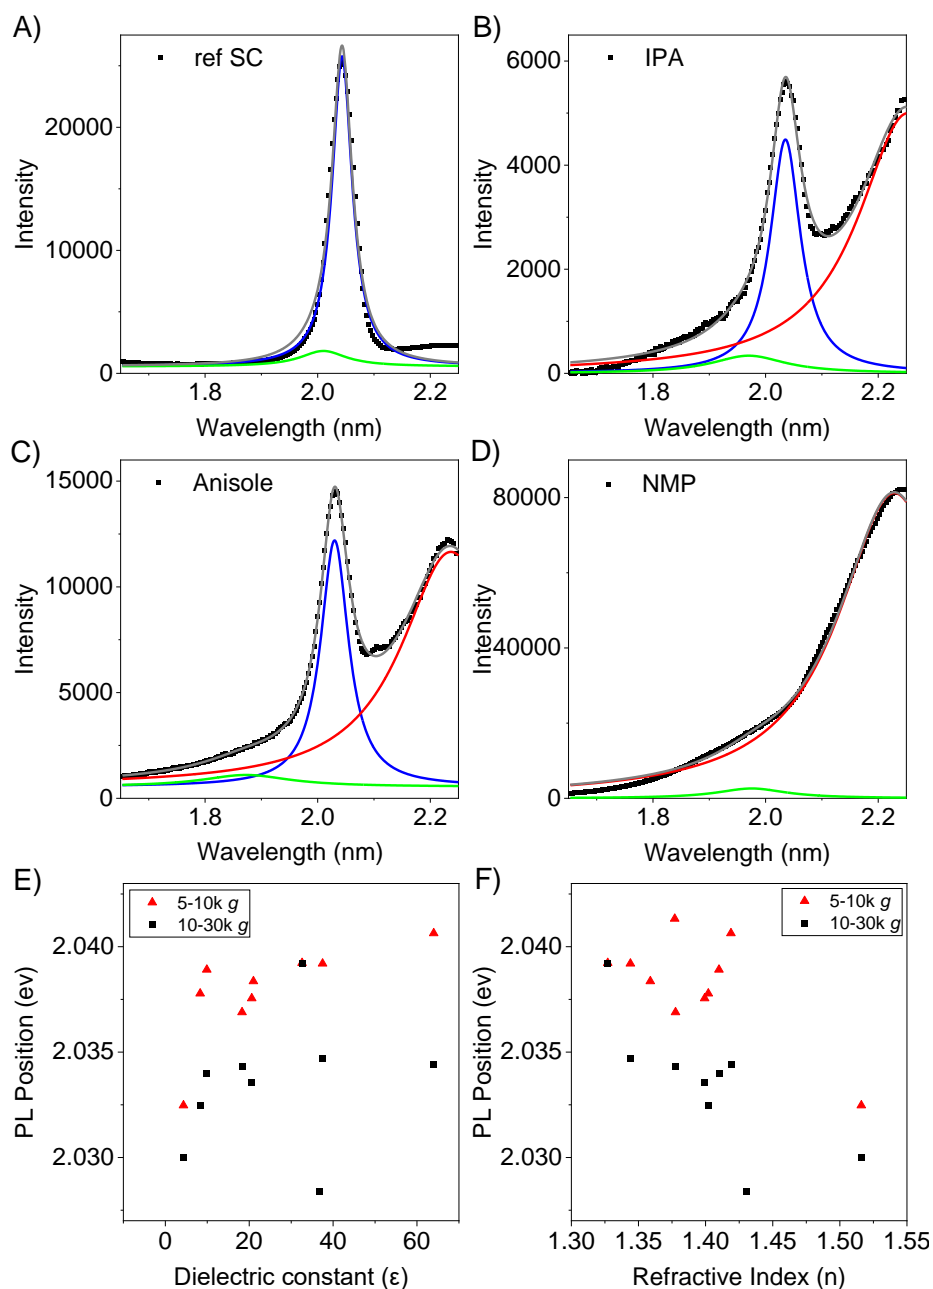 A)
ref SC
20000
10000
0
Intensity
1.8
2.0
2.2
Wavelength (nm)
B)
IPA
6000
4000
2000
0
Intensity
1.8
2.0
2.2
Wavelength (nm)
C)
Anisole
15000
10000
5000
0
Intensity
1.8
2.0
2.2
Wavelength (nm)
D)
NMP
80000
40000
0
Intensity
1.8
2.0
2.2
Wavelength (nm)
E)
5-10k g
10-30k g
2.040
2.035
2.030
PL Position (ev)
0
20
40
60
Dielectric constant (ε)
F)
5-10k g
10-30k g
2.040
2.035
2.030
PL Position (ev)
1.30
1.35
1.40
1.45
1.50
1.55
Refractive Index (n)